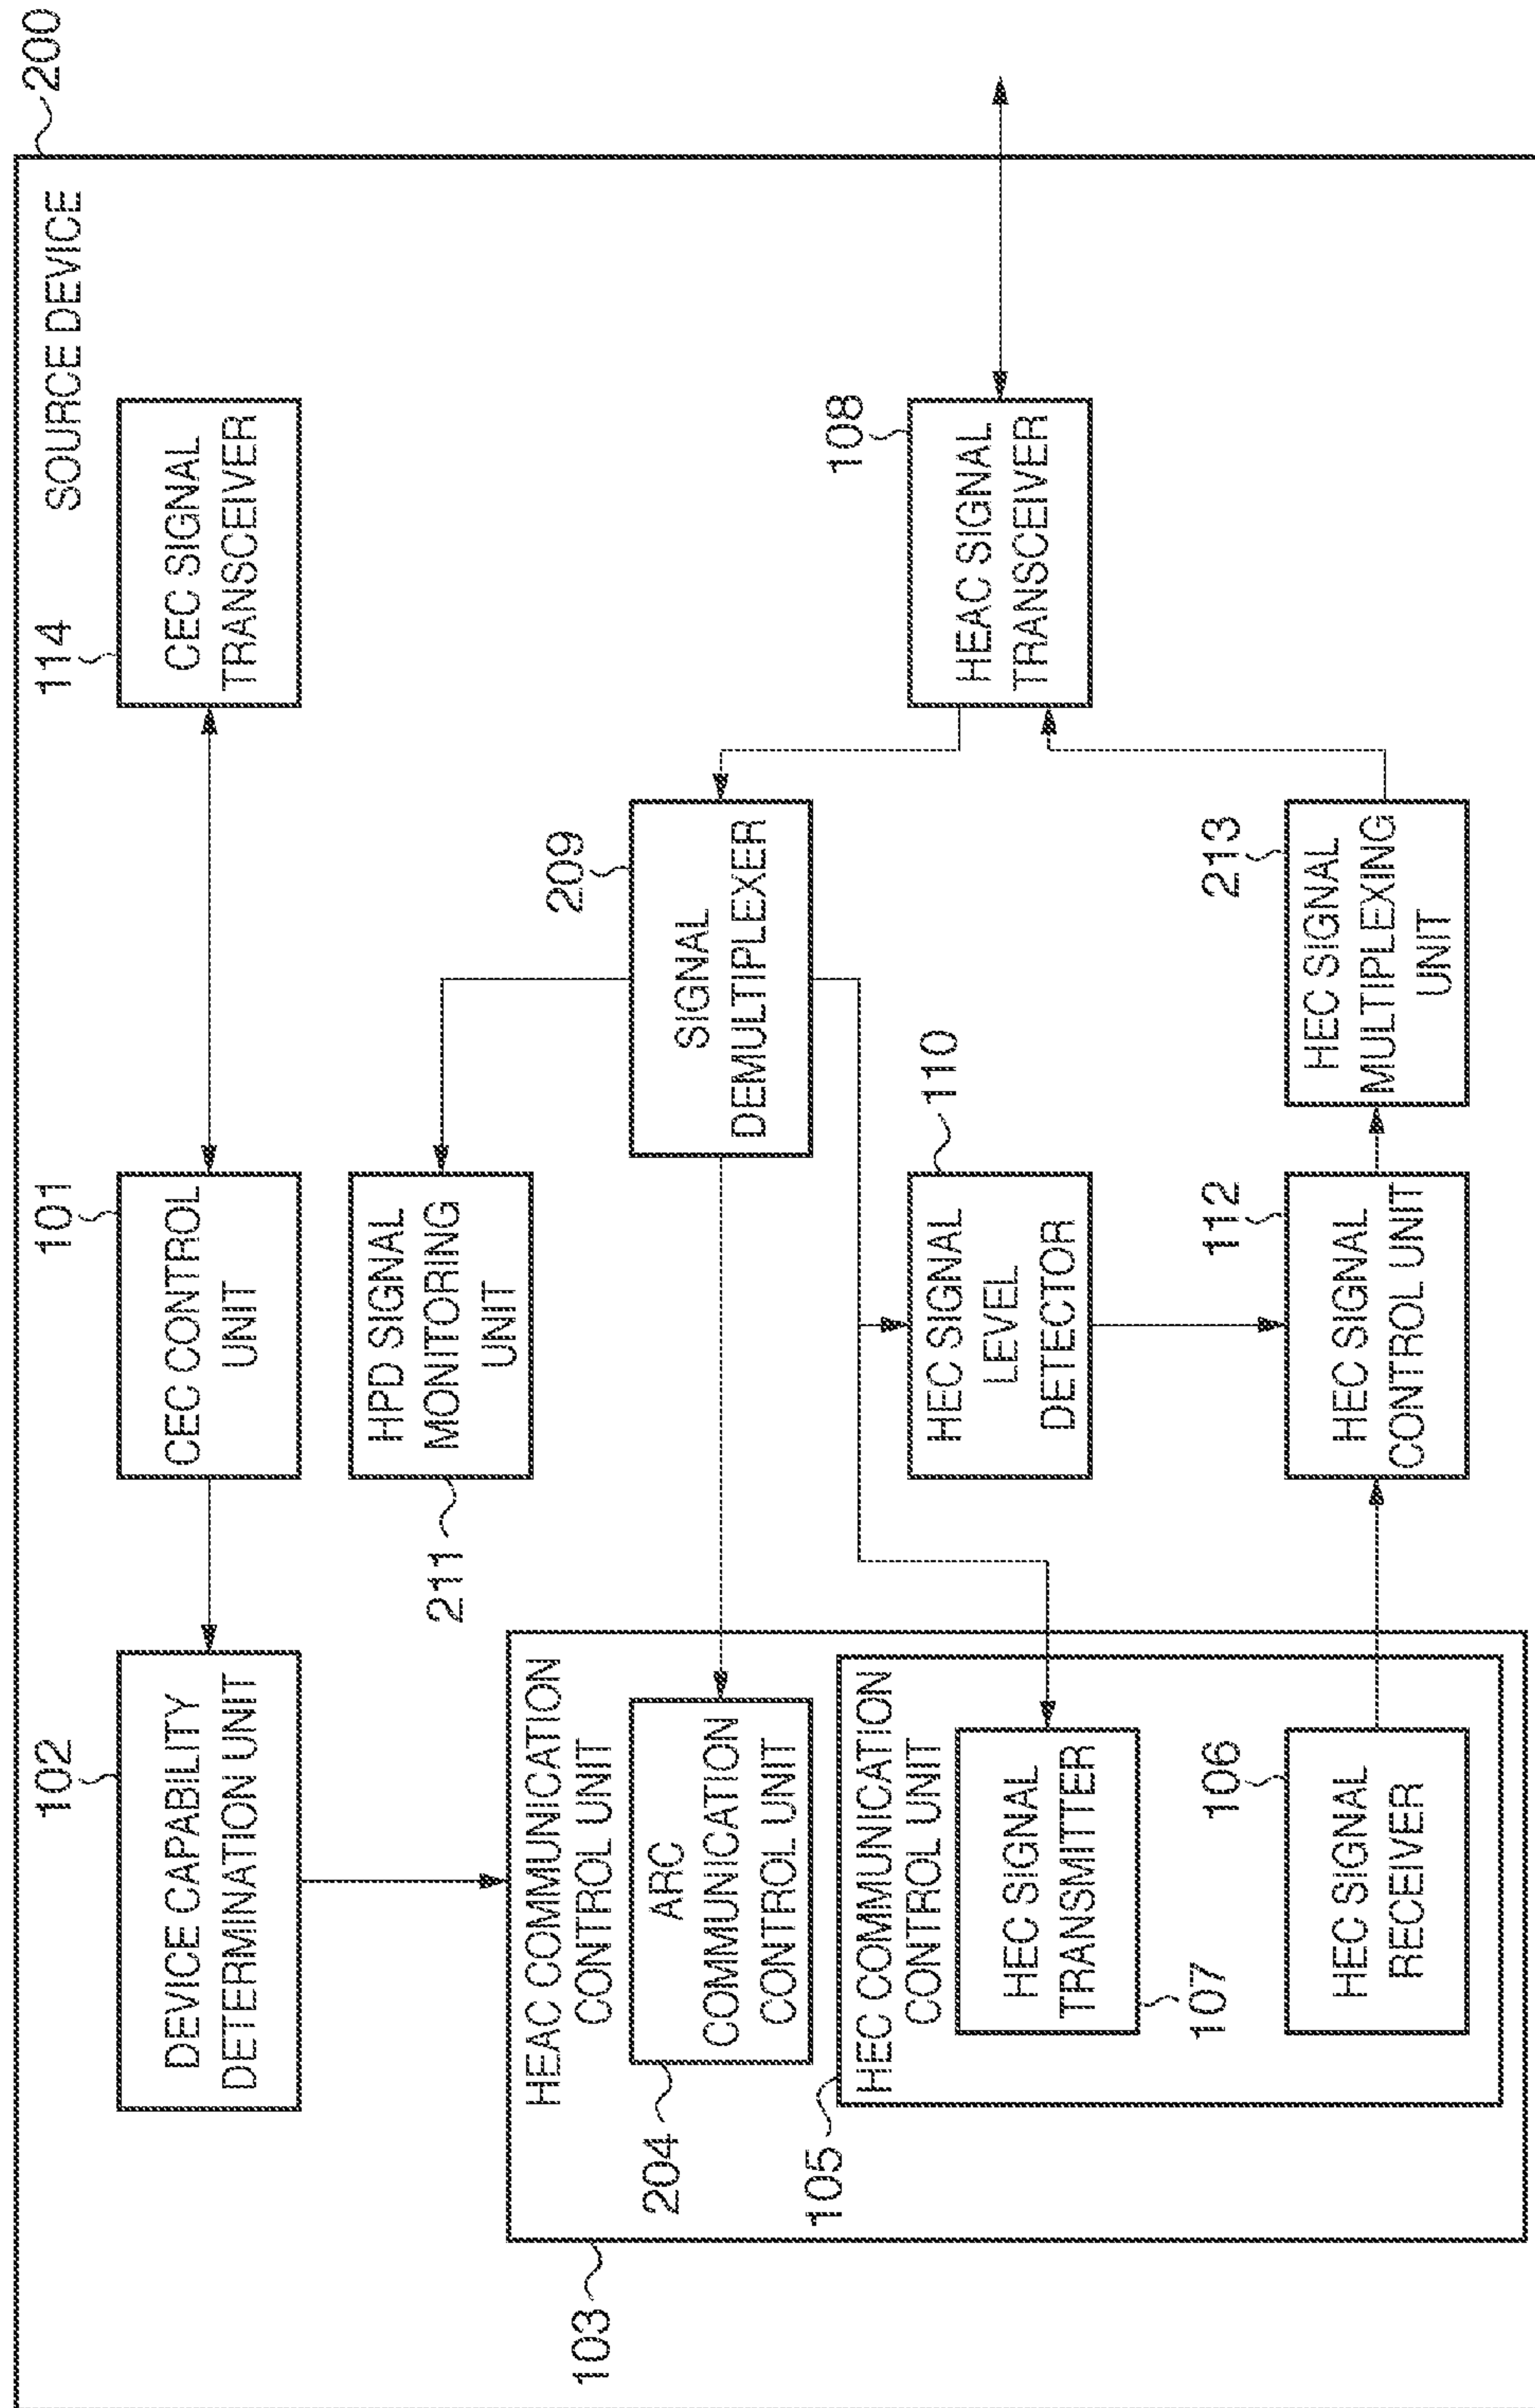 200
SOURCE DEVICE
102
DEVICE CAPABILITY
DETERMINATION UNIT
101
CEC CONTROL
UNIT
114
CEC SIGNAL
TRANSCEIVER
211
HPD SIGNAL
MONITORING
UNIT
103
HEAC COMMUNICATION
CONTROL UNIT
204
ARC
COMMUNICATION
CONTROL UNIT
209
SIGNAL
DEMULTIPLEXER
105
HEC COMMUNICATION
CONTROL UNIT
107
HEC SIGNAL
TRANSMITTER
110
HEC SIGNAL
LEVEL
DETECTOR
108
HEAC SIGNAL
TRANSCEIVER
106
HEC SIGNAL
RECEIVER
112
HEC SIGNAL
CONTROL UNIT
213
HEC SIGNAL
MULTIPLEXING
UNIT